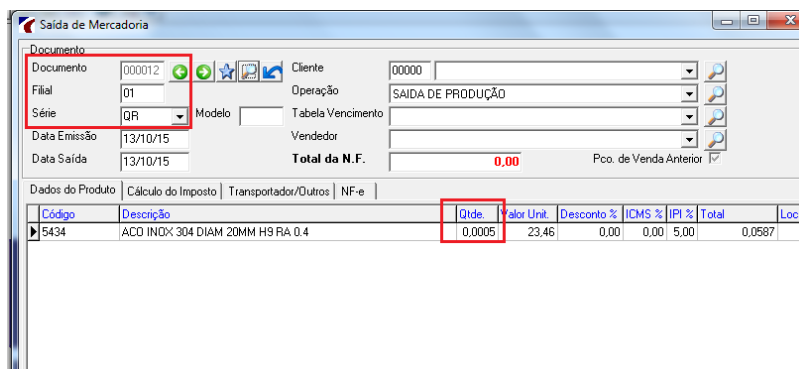 Saída de Mercadoria
Documento
Documento 000012 Cliente 00000
Filial 01 Operação SAIDA DE PRODUÇÃO
Série QR Modelo Tabela Vencimento
Data Emissão 13/10/15 Vendedor
Data Saída 13/10/15 Total da N.F. 0,00 Pco. de Venda Anterior
Dados do Produto Cálculo do Imposto Transportador/Outros NF-e
Código Descrição Qtde. Valor Unit. Desconto % ICMS % IPI % Total Loc
5434 ACO INOX 304 DIAM 20MM H9 RA 0.4 0,0005 23,46 0,00 0,00 5,00 0,0587